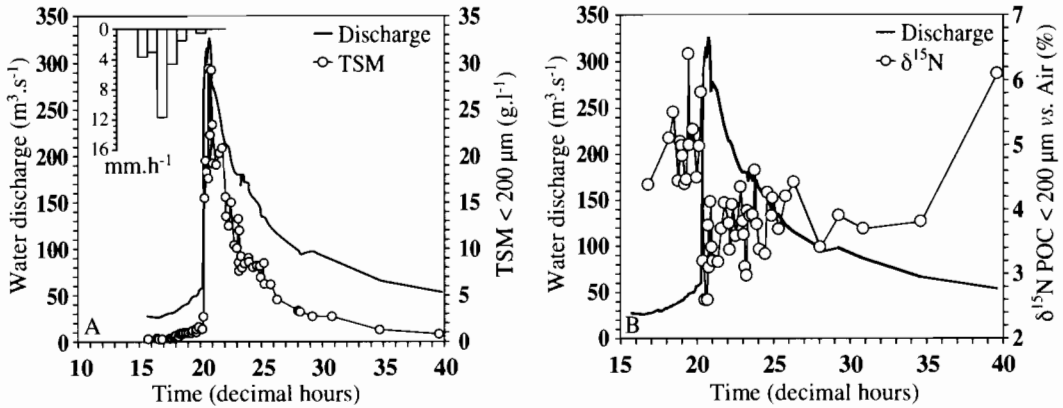 350
300
250
200
150
100
50
0
Water discharge (m³.s⁻¹)
0
4
8
12
16
mm.h⁻¹
Discharge
TSM
A
35
30
25
20
15
10
5
0
TSM < 200 µm (g.l⁻¹)
10 15 20 25 30 35 40
Time (decimal hours)
350
300
250
200
150
100
50
0
Water discharge (m³.s⁻¹)
Discharge
δ¹⁵N
B
7
6
5
4
3
2
δ¹⁵N POC < 200 µm vs. Air (%)
15 20 25 30 35 40
Time (decimal hours)